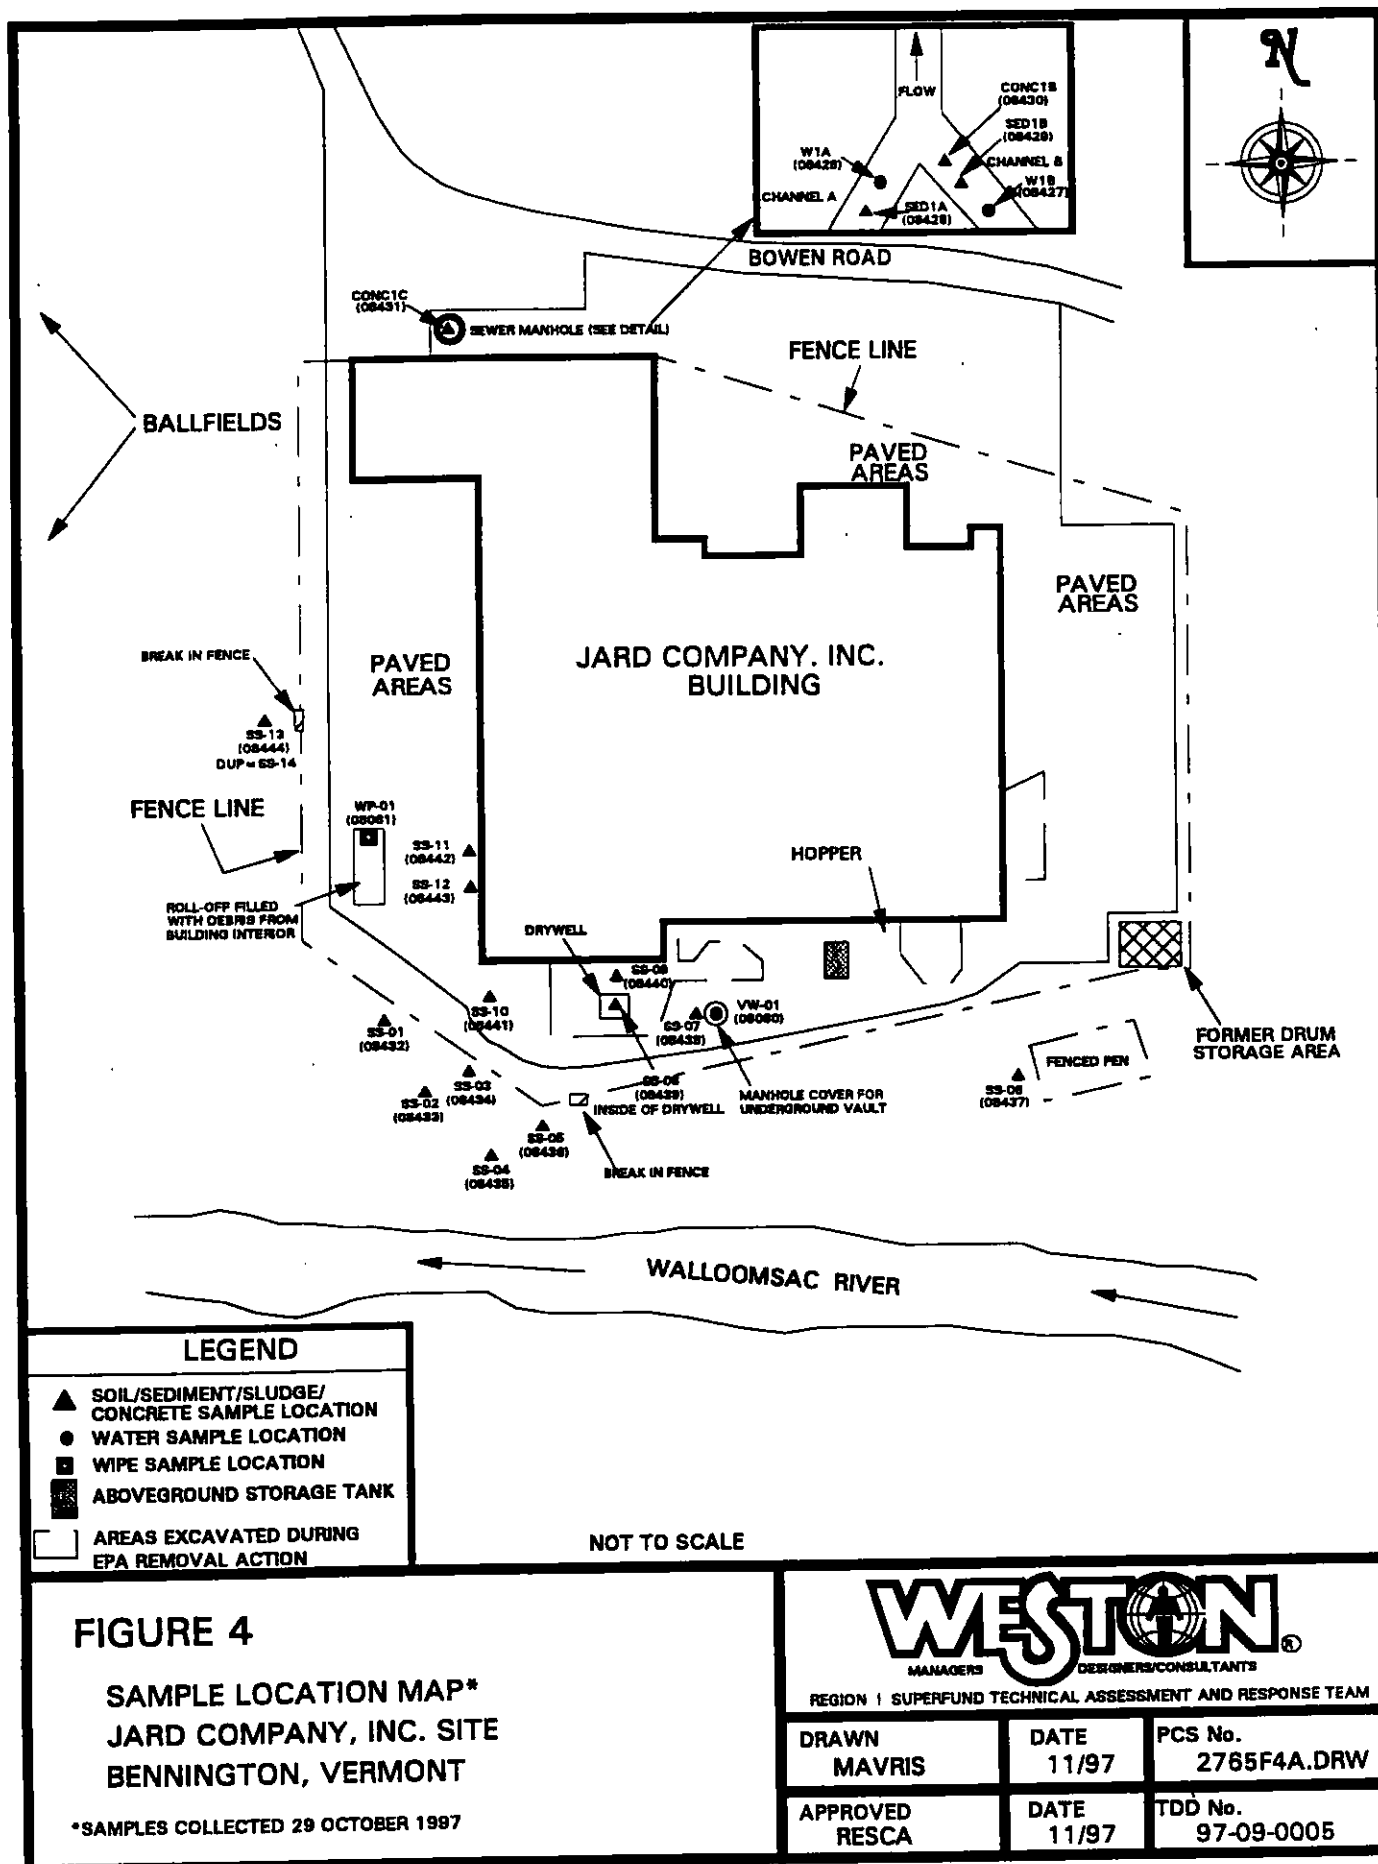 N
FLOW
CONC1B
(08430)
SED1B
(08429)
W1A
(08426)
CHANNEL B
W1B
(08427)
CHANNEL A
SED1A
(08428)
BOWEN ROAD
CONC1C
(08431)
SEWER MANHOLE (SEE DETAIL)
FENCE LINE
BALLFIELDS
PAVED
AREAS
PAVED
AREAS
BREAK IN FENCE
PAVED
AREAS
JARD COMPANY. INC.
BUILDING
SS-13
(08444)
DUP = SS-14
FENCE LINE
WP-01
(08081)
SS-11
(08442)
SS-12
(08443)
HOPPER
ROLL-OFF FILLED
WITH DEBRIS FROM
BUILDING INTERIOR
DRYWELL
(08440)
SS-10
(08441)
SS-01
(08432)
SS-07
(08438)
VW-01
(08080)
FORMER DRUM
STORAGE AREA
FENCED PEN
SS-03
(08434)
SS-02
(08433)
(08439)
INSIDE OF DRYWELL
MANHOLE COVER FOR
UNDERGROUND VAULT
SS-06
(08437)
SS-05
(08436)
SS-04
(08435)
BREAK IN FENCE
WALLOOMSAC RIVER
LEGEND
SOIL/SEDIMENT/SLUDGE/
CONCRETE SAMPLE LOCATION
WATER SAMPLE LOCATION
WIPE SAMPLE LOCATION
ABOVEGROUND STORAGE TANK
AREAS EXCAVATED DURING
EPA REMOVAL ACTION
NOT TO SCALE
FIGURE 4
SAMPLE LOCATION MAP*
JARD COMPANY, INC. SITE
BENNINGTON, VERMONT
*SAMPLES COLLECTED 29 OCTOBER 1997
WESTON®
MANAGERS DESIGNERS/CONSULTANTS
REGION I SUPERFUND TECHNICAL ASSESSMENT AND RESPONSE TEAM
DRAWN
MAVRIS
DATE
11/97
PCS No.
2765F4A.DRW
APPROVED
RESCA
DATE
11/97
TDD No.
97-09-0005